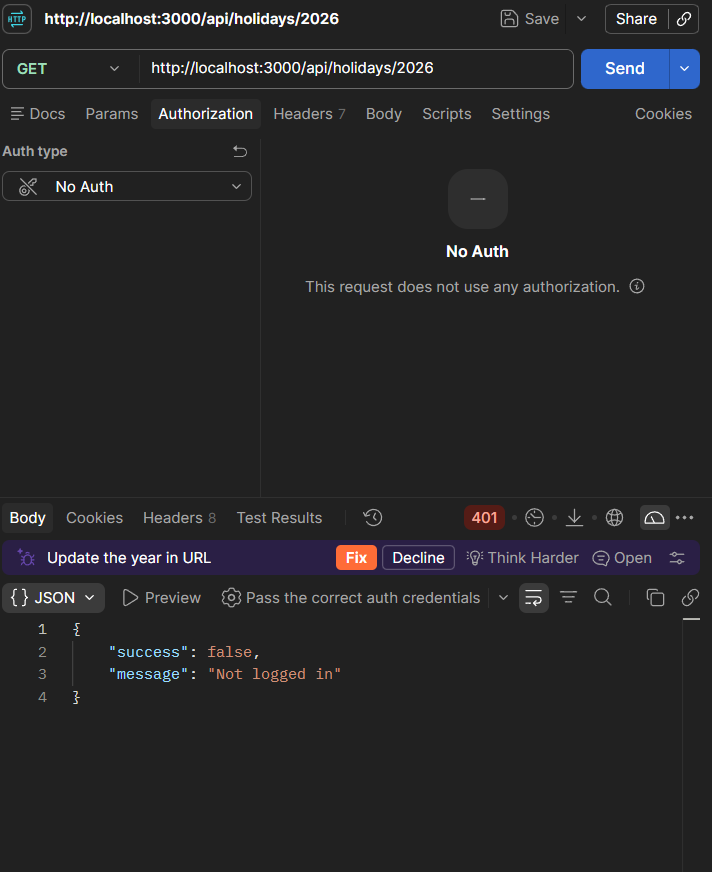 HTTP http://localhost:3000/api/holidays/2026 Save Share
GET http://localhost:3000/api/holidays/2026 Send
Docs Params Authorization Headers 7 Body Scripts Settings Cookies
Auth type
No Auth
No Auth
This request does not use any authorization.
Body Cookies Headers 8 Test Results 401
Update the year in URL Fix Decline Think Harder Open
{} JSON Preview Pass the correct auth credentials
1 {
2 "success": false,
3 "message": "Not logged in"
4 }